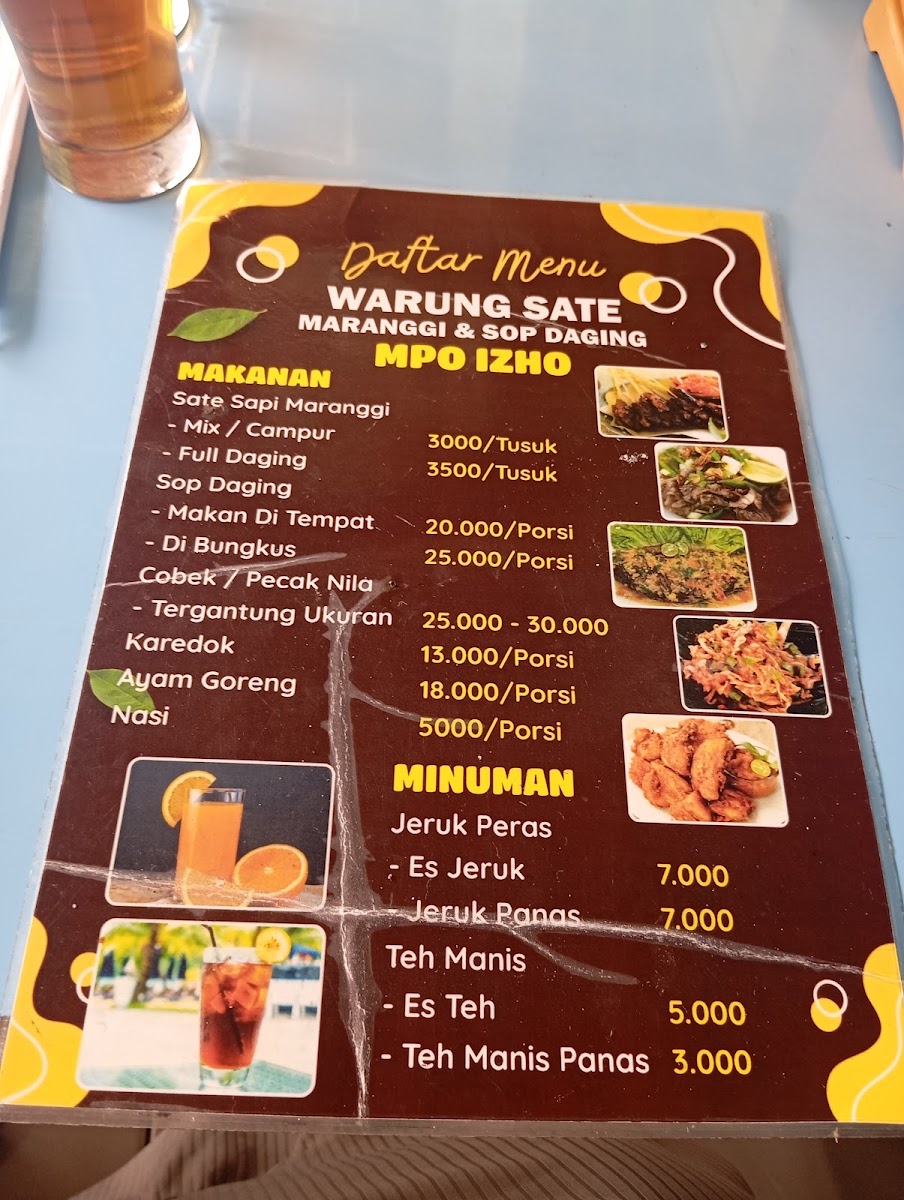 Daftar Menu
WARUNG SATE
MARANGGI & SOP DAGING
MPO IZHO
MAKANAN
Sate Sapi Maranggi
- Mix / Campur 3000/Tusuk
- Full Daging 3500/Tusuk
Sop Daging
- Makan Di Tempat 20.000/Porsi
- Di Bungkus 25.000/Porsi
Cobek / Pecak Nila
- Tergantung Ukuran 25.000 - 30.000
Karedok 13.000/Porsi
Ayam Goreng 18.000/Porsi
Nasi 5000/Porsi
MINUMAN
Jeruk Peras
- Es Jeruk 7.000
Jeruk Panas 7.000
Teh Manis
- Es Teh 5.000
- Teh Manis Panas 3.000